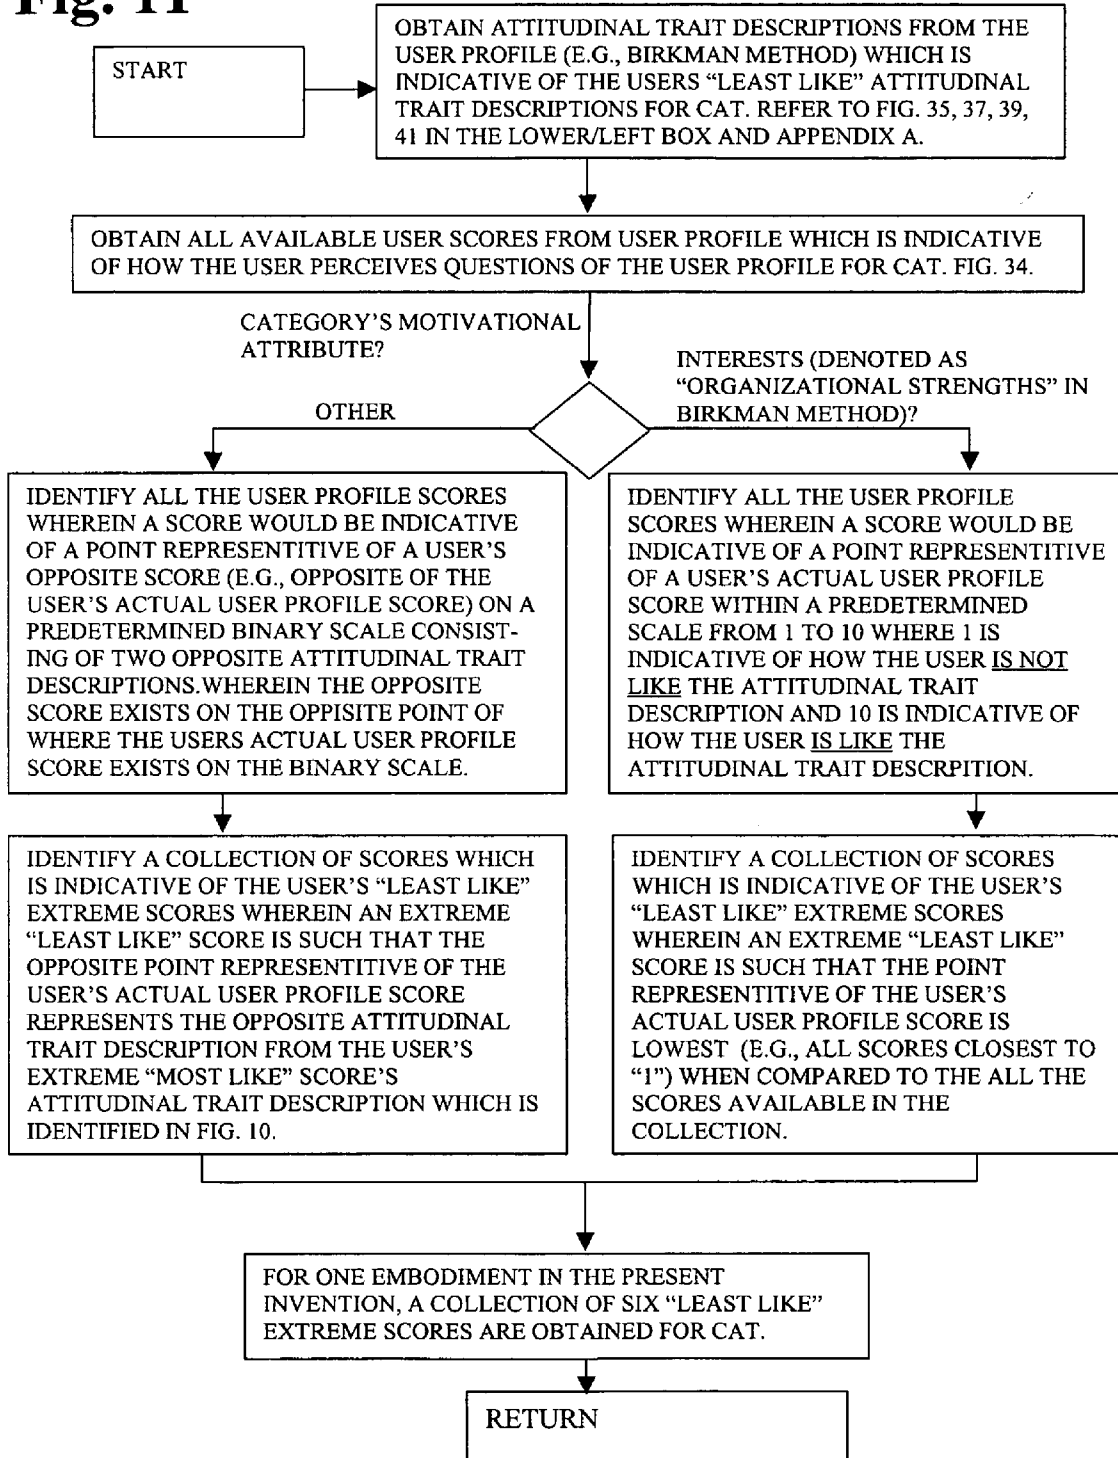 Fig. 11
START
OBTAIN ATTITUDINAL TRAIT DESCRIPTIONS FROM THE
USER PROFILE (E.G., BIRKMAN METHOD) WHICH IS
INDICATIVE OF THE USERS “LEAST LIKE” ATTITUDINAL
TRAIT DESCRIPTIONS FOR CAT. REFER TO FIG. 35, 37, 39,
41 IN THE LOWER/LEFT BOX AND APPENDIX A.
OBTAIN ALL AVAILABLE USER SCORES FROM USER PROFILE WHICH IS INDICATIVE
OF HOW THE USER PERCEIVES QUESTIONS OF THE USER PROFILE FOR CAT. FIG. 34.
CATEGORY’S MOTIVATIONAL
ATTRIBUTE?
INTERESTS (DENOTED AS
“ORGANIZATIONAL STRENGTHS” IN
BIRKMAN METHOD)?
OTHER
IDENTIFY ALL THE USER PROFILE SCORES
WHEREIN A SCORE WOULD BE INDICATIVE
OF A POINT REPRESENTITIVE OF A USER’S
OPPOSITE SCORE (E.G., OPPOSITE OF THE
USER’S ACTUAL USER PROFILE SCORE) ON A
PREDETERMINED BINARY SCALE CONSIST-
ING OF TWO OPPOSITE ATTITUDINAL TRAIT
DESCRIPTIONS.WHEREIN THE OPPOSITE
SCORE EXISTS ON THE OPPISITE POINT OF
WHERE THE USERS ACTUAL USER PROFILE
SCORE EXISTS ON THE BINARY SCALE.
IDENTIFY ALL THE USER PROFILE
SCORES WHEREIN A SCORE WOULD BE
INDICATIVE OF A POINT REPRESENTITIVE
OF A USER’S ACTUAL USER PROFILE
SCORE WITHIN A PREDETERMINED
SCALE FROM 1 TO 10 WHERE 1 IS
INDICATIVE OF HOW THE USER IS NOT
LIKE THE ATTITUDINAL TRAIT
DESCRIPTION AND 10 IS INDICATIVE OF
HOW THE USER IS LIKE THE
ATTITUDINAL TRAIT DESCRPITION.
IDENTIFY A COLLECTION OF SCORES WHICH
IS INDICATIVE OF THE USER’S “LEAST LIKE”
EXTREME SCORES WHEREIN AN EXTREME
“LEAST LIKE” SCORE IS SUCH THAT THE
OPPOSITE POINT REPRESENTITIVE OF THE
USER’S ACTUAL USER PROFILE SCORE
REPRESENTS THE OPPOSITE ATTITUDINAL
TRAIT DESCRIPTION FROM THE USER’S
EXTREME “MOST LIKE” SCORE’S
ATTITUDINAL TRAIT DESCRIPTION WHICH IS
IDENTIFIED IN FIG. 10.
IDENTIFY A COLLECTION OF SCORES
WHICH IS INDICATIVE OF THE USER’S
“LEAST LIKE” EXTREME SCORES
WHEREIN AN EXTREME “LEAST LIKE”
SCORE IS SUCH THAT THE POINT
REPRESENTITIVE OF THE USER’S
ACTUAL USER PROFILE SCORE IS
LOWEST (E.G., ALL SCORES CLOSEST TO
“1”) WHEN COMPARED TO THE ALL THE
SCORES AVAILABLE IN THE
COLLECTION.
FOR ONE EMBODIMENT IN THE PRESENT
INVENTION, A COLLECTION OF SIX “LEAST LIKE”
EXTREME SCORES ARE OBTAINED FOR CAT.
RETURN